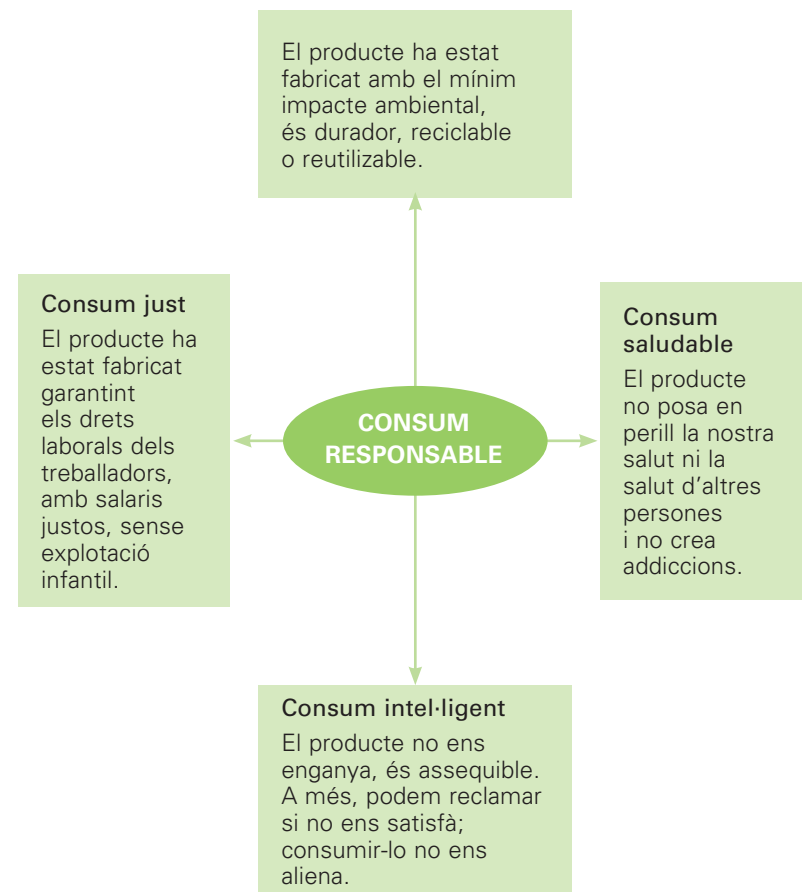 El producte ha estat
fabricat amb el mínim
impacte ambiental,
és durador, reciclable
o reutilizable.
Consum just
El producte ha
estat fabricat
garantint
els drets
laborals dels
treballadors,
amb salaris
justos, sense
explotació
infantil.
CONSUM
RESPONSABLE
Consum
saludable
El producte
no posa en
perill la nostra
salut ni la
salut d’altres
persones
i no crea
addiccions.
Consum intel·ligent
El producte no ens
enganya, és assequible.
A més, podem reclamar
si no ens satisfà;
consumir-lo no ens
aliena.